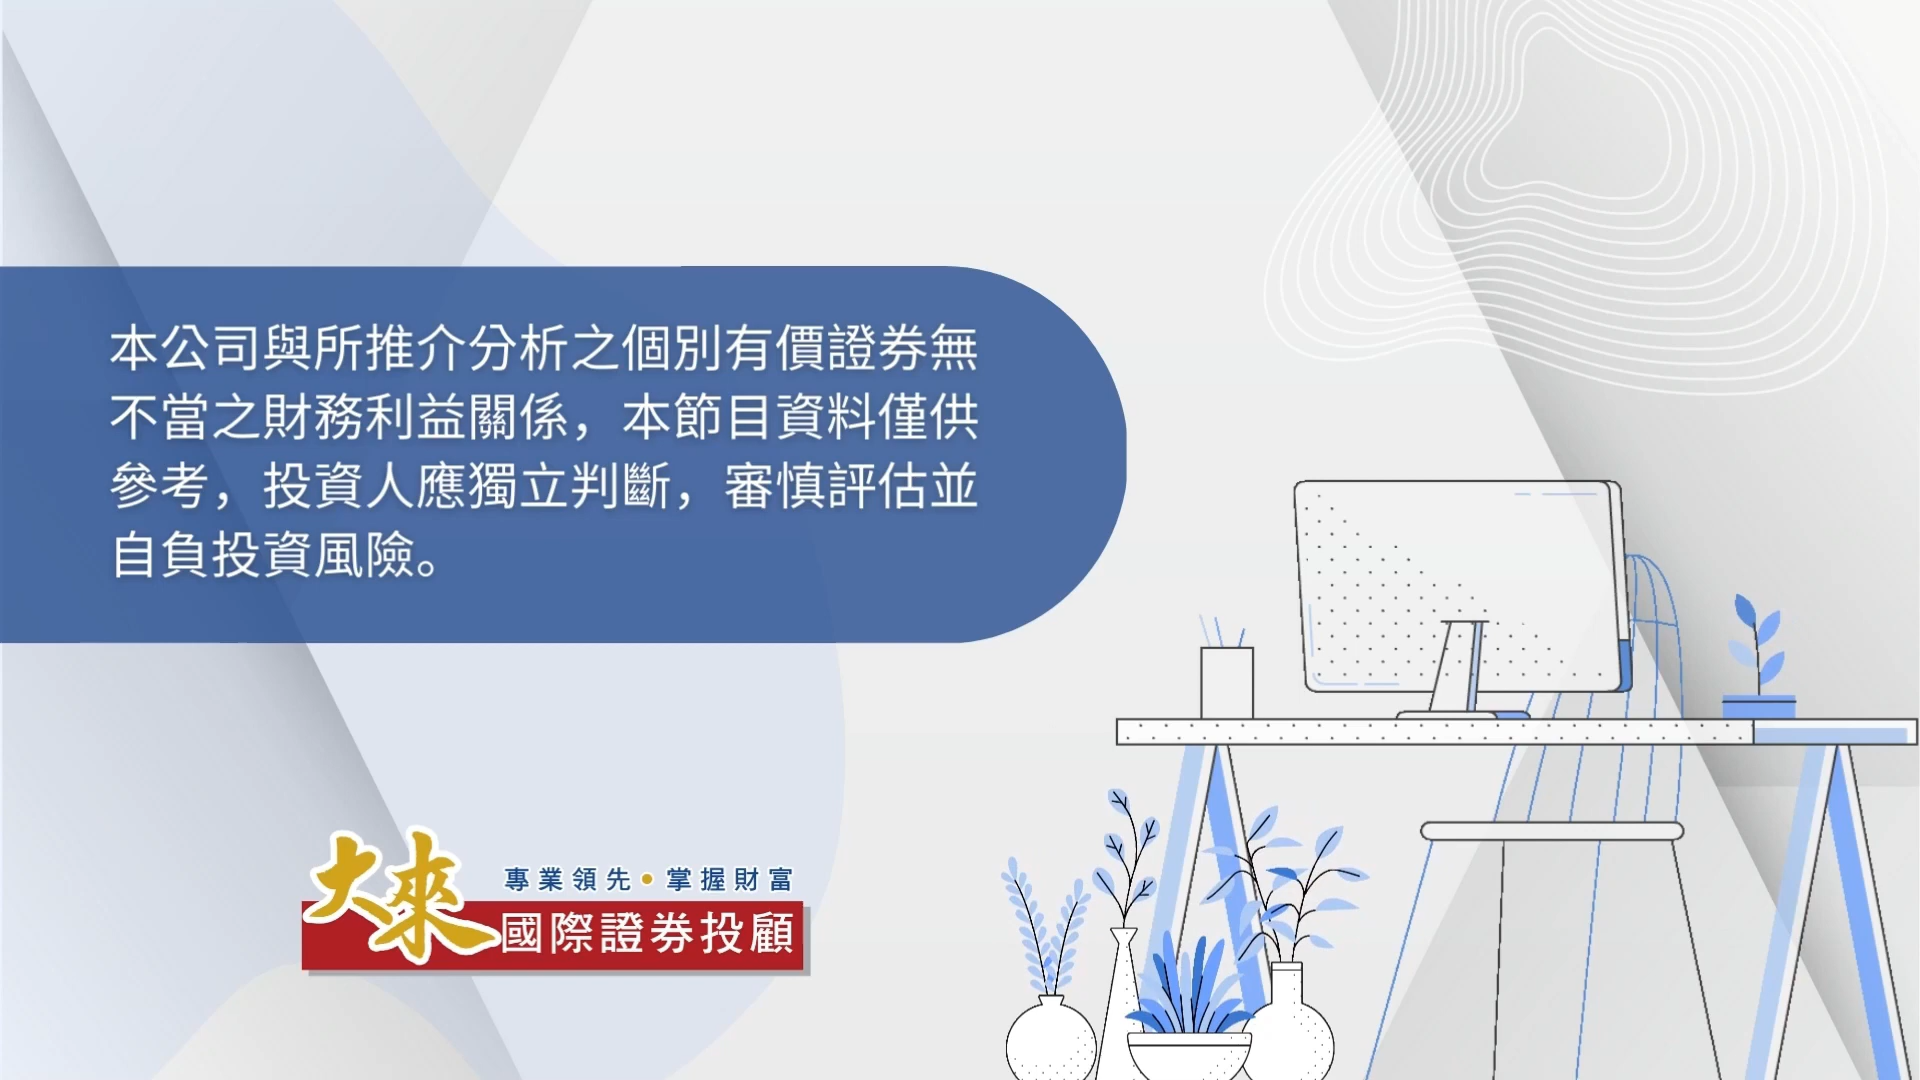 本公司與所推介分析之個別有價證券無
不當之財務利益關係，本節目資料僅供
參考，投資人應獨立判斷，審慎評估並
自負投資風險。
大來
專業領先•掌握財富
國際證券投顧